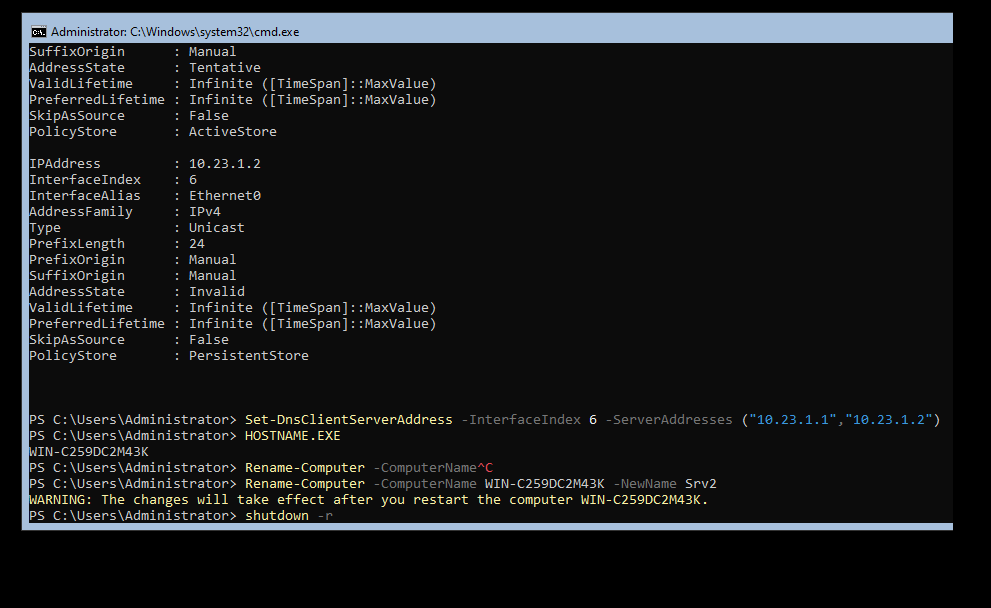 Administrator: C:\Windows\system32\cmd.exe
SuffixOrigin      : Manual
AddressState      : Tentative
ValidLifetime     : Infinite ([TimeSpan]::MaxValue)
PreferredLifetime : Infinite ([TimeSpan]::MaxValue)
SkipAsSource      : False
PolicyStore       : ActiveStore

IPAddress         : 10.23.1.2
InterfaceIndex    : 6
InterfaceAlias    : Ethernet0
AddressFamily     : IPv4
Type              : Unicast
PrefixLength      : 24
PrefixOrigin      : Manual
SuffixOrigin      : Manual
AddressState      : Invalid
ValidLifetime     : Infinite ([TimeSpan]::MaxValue)
PreferredLifetime : Infinite ([TimeSpan]::MaxValue)
SkipAsSource      : False
PolicyStore       : PersistentStore

PS C:\Users\Administrator> Set-DnsClientServerAddress -InterfaceIndex 6 -ServerAddresses ("10.23.1.1","10.23.1.2")
PS C:\Users\Administrator> HOSTNAME.EXE
WIN-C259DC2M43K
PS C:\Users\Administrator> Rename-Computer -ComputerName^C
PS C:\Users\Administrator> Rename-Computer -ComputerName WIN-C259DC2M43K -NewName Srv2
WARNING: The changes will take effect after you restart the computer WIN-C259DC2M43K.
PS C:\Users\Administrator> shutdown -r